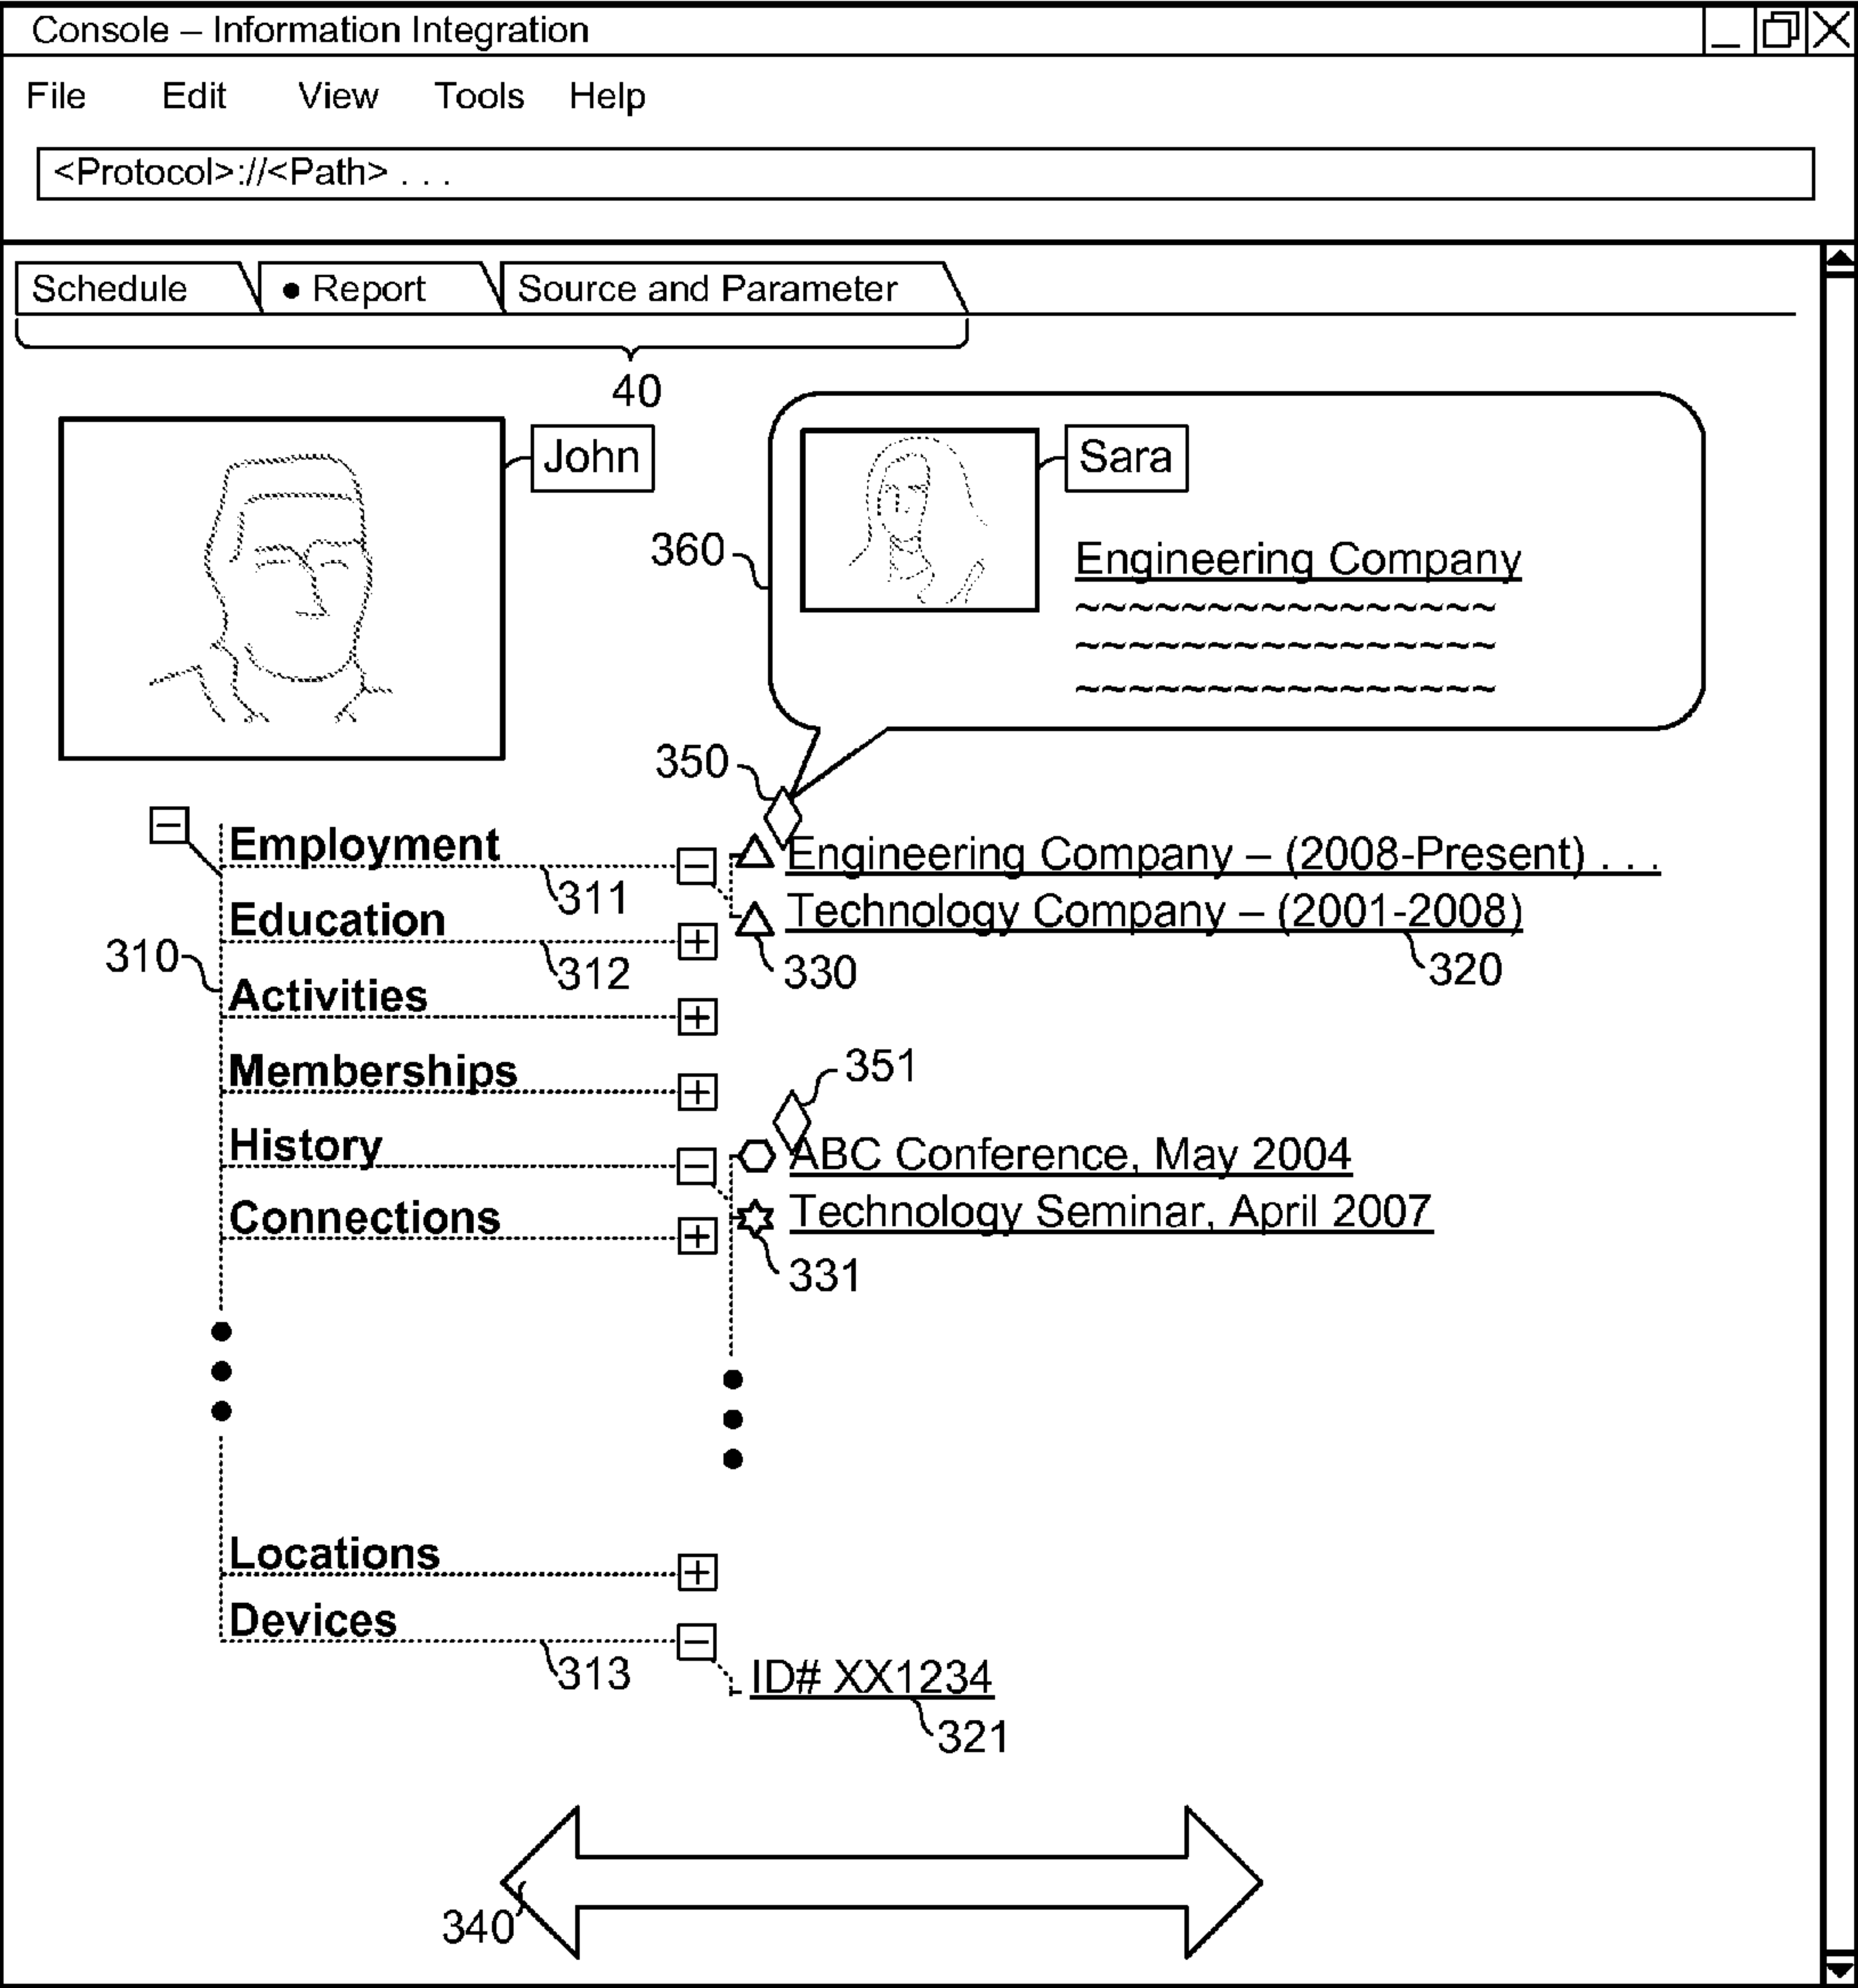 Console – Information Integration
File Edit View Tools Help
<Protocol>://<Path> . . .
Schedule • Report Source and Parameter
40
John
Sara
360
Engineering Company
~~~~~~~~~~~~~~~~
~~~~~~~~~~~~~~~~
~~~~~~~~~~~~~~~~
350
Employment
Engineering Company – (2008-Present) . . .
311
Education
Technology Company – (2001-2008)
310
312
330
320
Activities
Memberships
351
History
ABC Conference, May 2004
Connections
Technology Seminar, April 2007
331
Locations
Devices
313
ID# XX1234
321
340